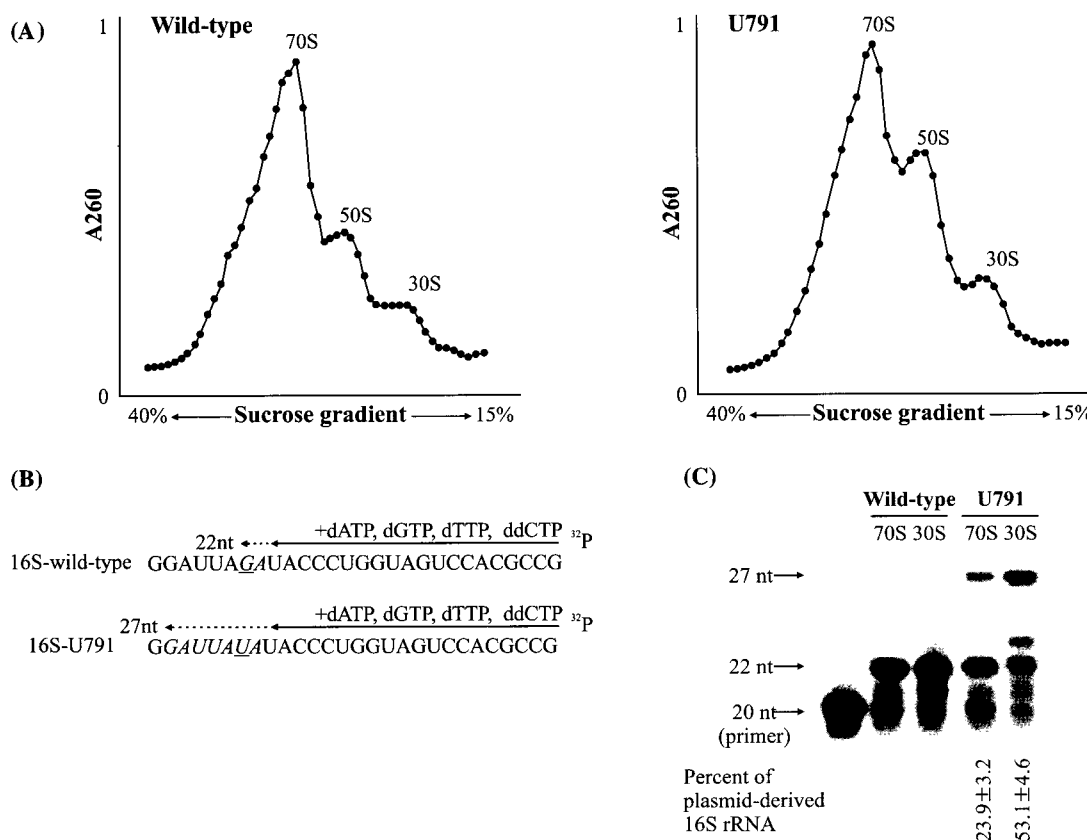 (A)
Wild-type
1
70S
50S
30S
A260
0
40% Sucrose gradient 15%
U791
1
70S
50S
30S
A260
0
40% Sucrose gradient 15%
(B)
+dATP, dGTP, dTTP, ddCTP 32P
22nt
16S-wild-type GGAUUAGAUACCCUGGUAGUCCACGCCG
+dATP, dGTP, dTTP, ddCTP 32P
27nt
16S-U791 GGAUUAUAUACCCUGGUAGUCCACGCCG
(C)
Wild-type U791
70S 30S 70S 30S
27 nt
22 nt
20 nt
(primer)
Percent of
plasmid-derived
16S rRNA
23.9±3.2
53.1±4.6